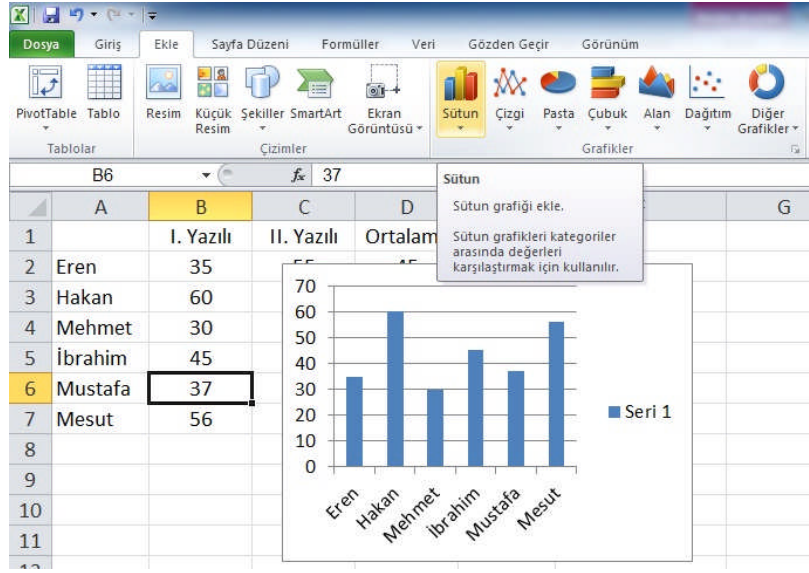 Dosya Giriş Ekle Sayfa Düzeni Formüller Veri Gözden Geçir Görünüm
PivotTable Tablo Resim Küçük Resim Şekiller SmartArt Ekran Görüntüsü Sütun Çizgi Pasta Çubuk Alan Dağıtım Diğer Grafikler
Tablolar Çizimler Grafikler
B6 fx 37
Sütun
Sütun grafiği ekle.
Sütun grafikleri kategoriler
arasında değerleri
karşılaştırmak için kullanılır.
A B C D G
1 I. Yazılı II. Yazılı Ortalam
2 Eren 35
3 Hakan 60
4 Mehmet 30
5 İbrahim 45
6 Mustafa 37
7 Mesut 56
8
9
10
11
70
60
50
40
30
20
10
0
Eren Hakan Mehmet İbrahim Mustafa Mesut
Seri 1